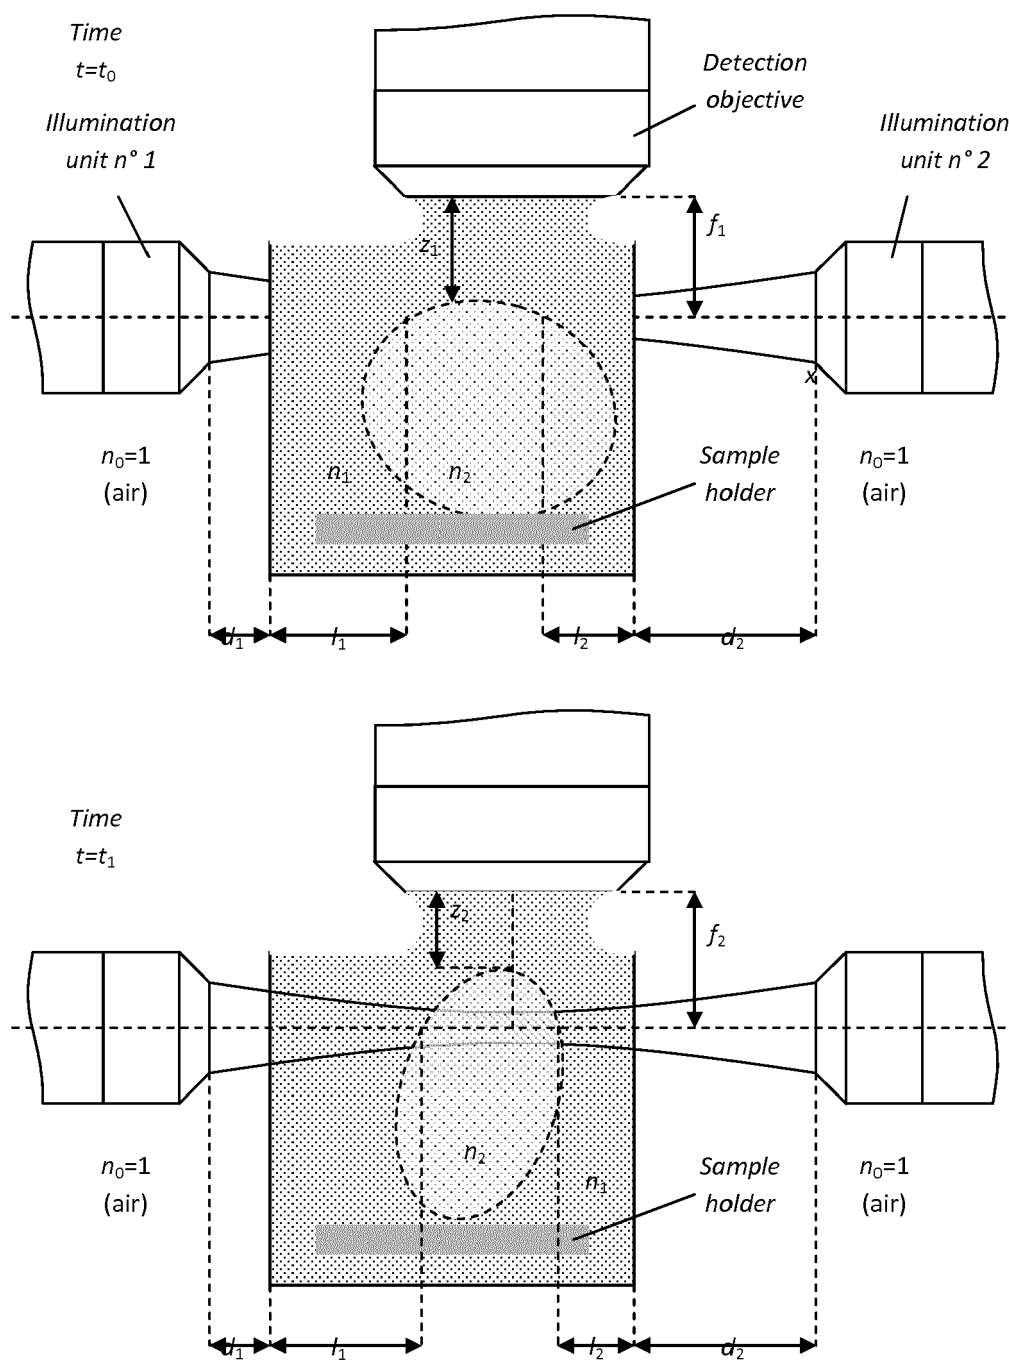 Time
t=t0
Detection
objective
Illumination
unit n° 1
Illumination
unit n° 2
z1
f1
x
n0=1
(air)
n1
n2
Sample
holder
n0=1
(air)
d1
l1
l2
d2
Time
t=t1
z2
f2
n0=1
(air)
n2
n1
Sample
holder
n0=1
(air)
d1
l1
l2
d2